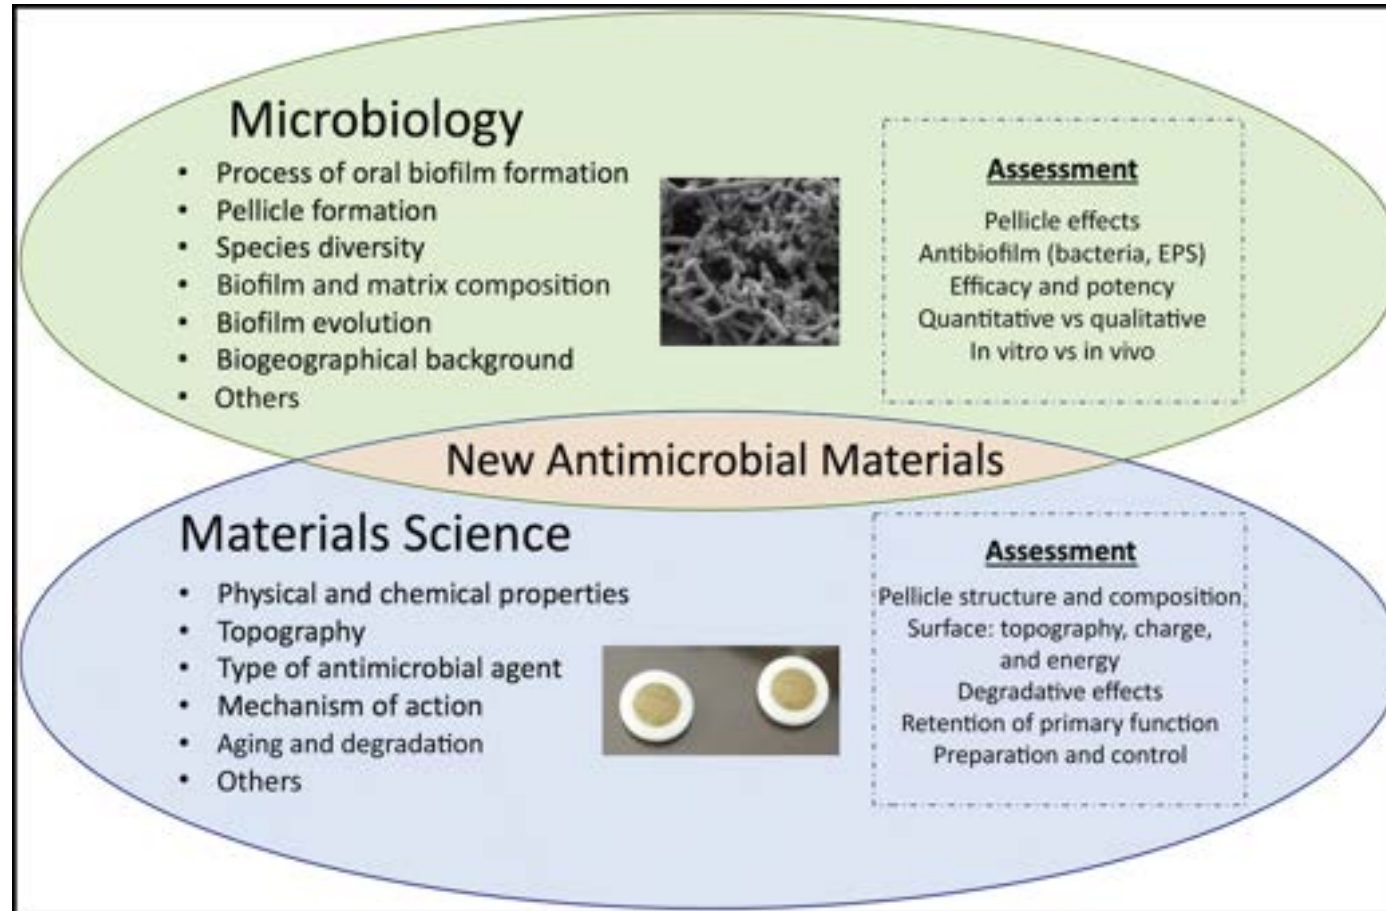 Microbiology
• Process of oral biofilm formation
• Pellicle formation
• Species diversity
• Biofilm and matrix composition
• Biofilm evolution
• Biogeographical background
• Others
Assessment
Pellicle effects
Antibiofilm (bacteria, EPS)
Efficacy and potency
Quantitative vs qualitative
In vitro vs in vivo
New Antimicrobial Materials
Materials Science
• Physical and chemical properties
• Topography
• Type of antimicrobial agent
• Mechanism of action
• Aging and degradation
• Others
Assessment
Pellicle structure and composition
Surface: topography, charge,
and energy
Degradative effects
Retention of primary function
Preparation and control